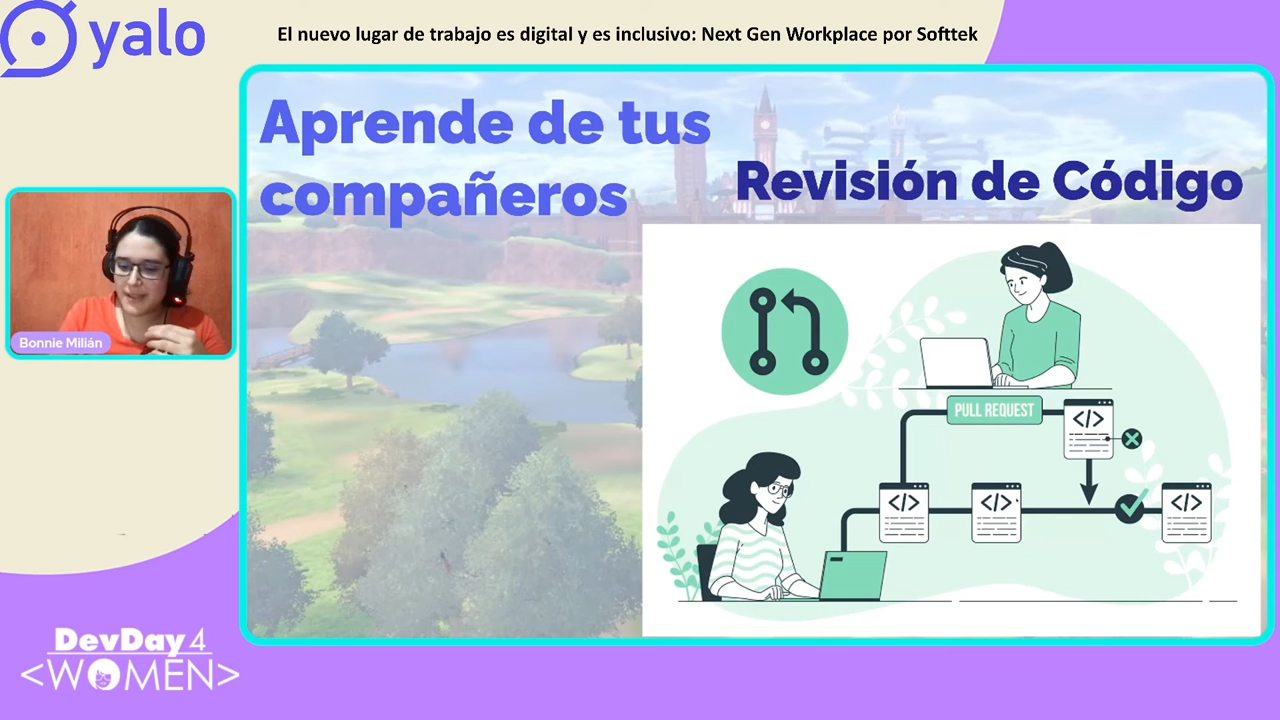 yalo
El nuevo lugar de trabajo es digital y es inclusivo: Next Gen Workplace por Softtek
Aprende de tus
compañeros
Revisión de Código
Bonnie Milián
PULL REQUEST
</>
</>
</>
</>
DevDay4
<WOMEN>